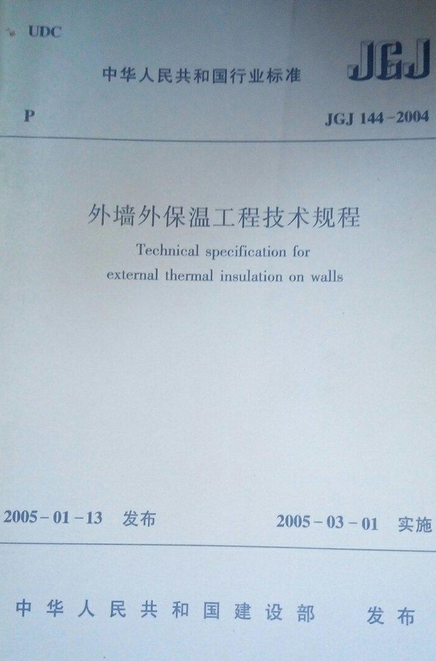 UDC
JGJ
中华人民共和国行业标准
P
JGJ 144-2004
外墙外保温工程技术规程
Technical specification for
external thermal insulation on walls
2005-01-13 发布
2005-03-01 实施
中华人民共和国建设部 发布